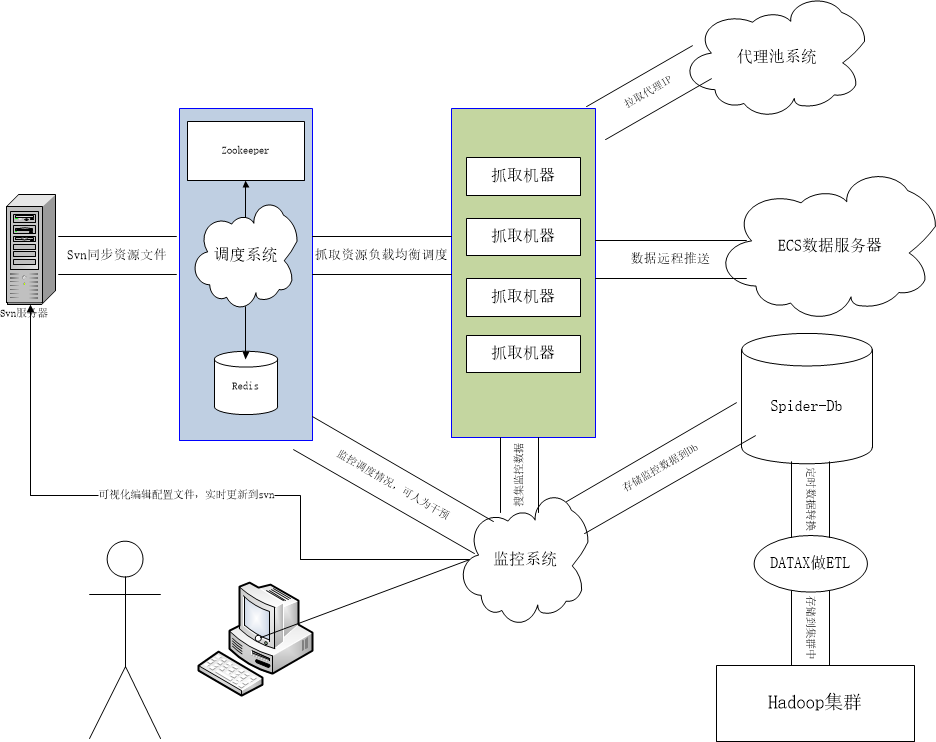 代理池系统
拉取代理IP
Zookeeper
抓取机器
Svn同步资源文件
调度系统
抓取资源负载均衡调度
抓取机器
数据远程推送
ECS数据服务器
抓取机器
Svn服务器
抓取机器
Redis
Spider-Db
监控调度情况，可人为干预
搜集监控数据
存储监控数据到Db
定时数据转换
可视化编辑配置文件，实时更新到svn
监控系统
DATAX做ETL
存储到集群中
Hadoop集群